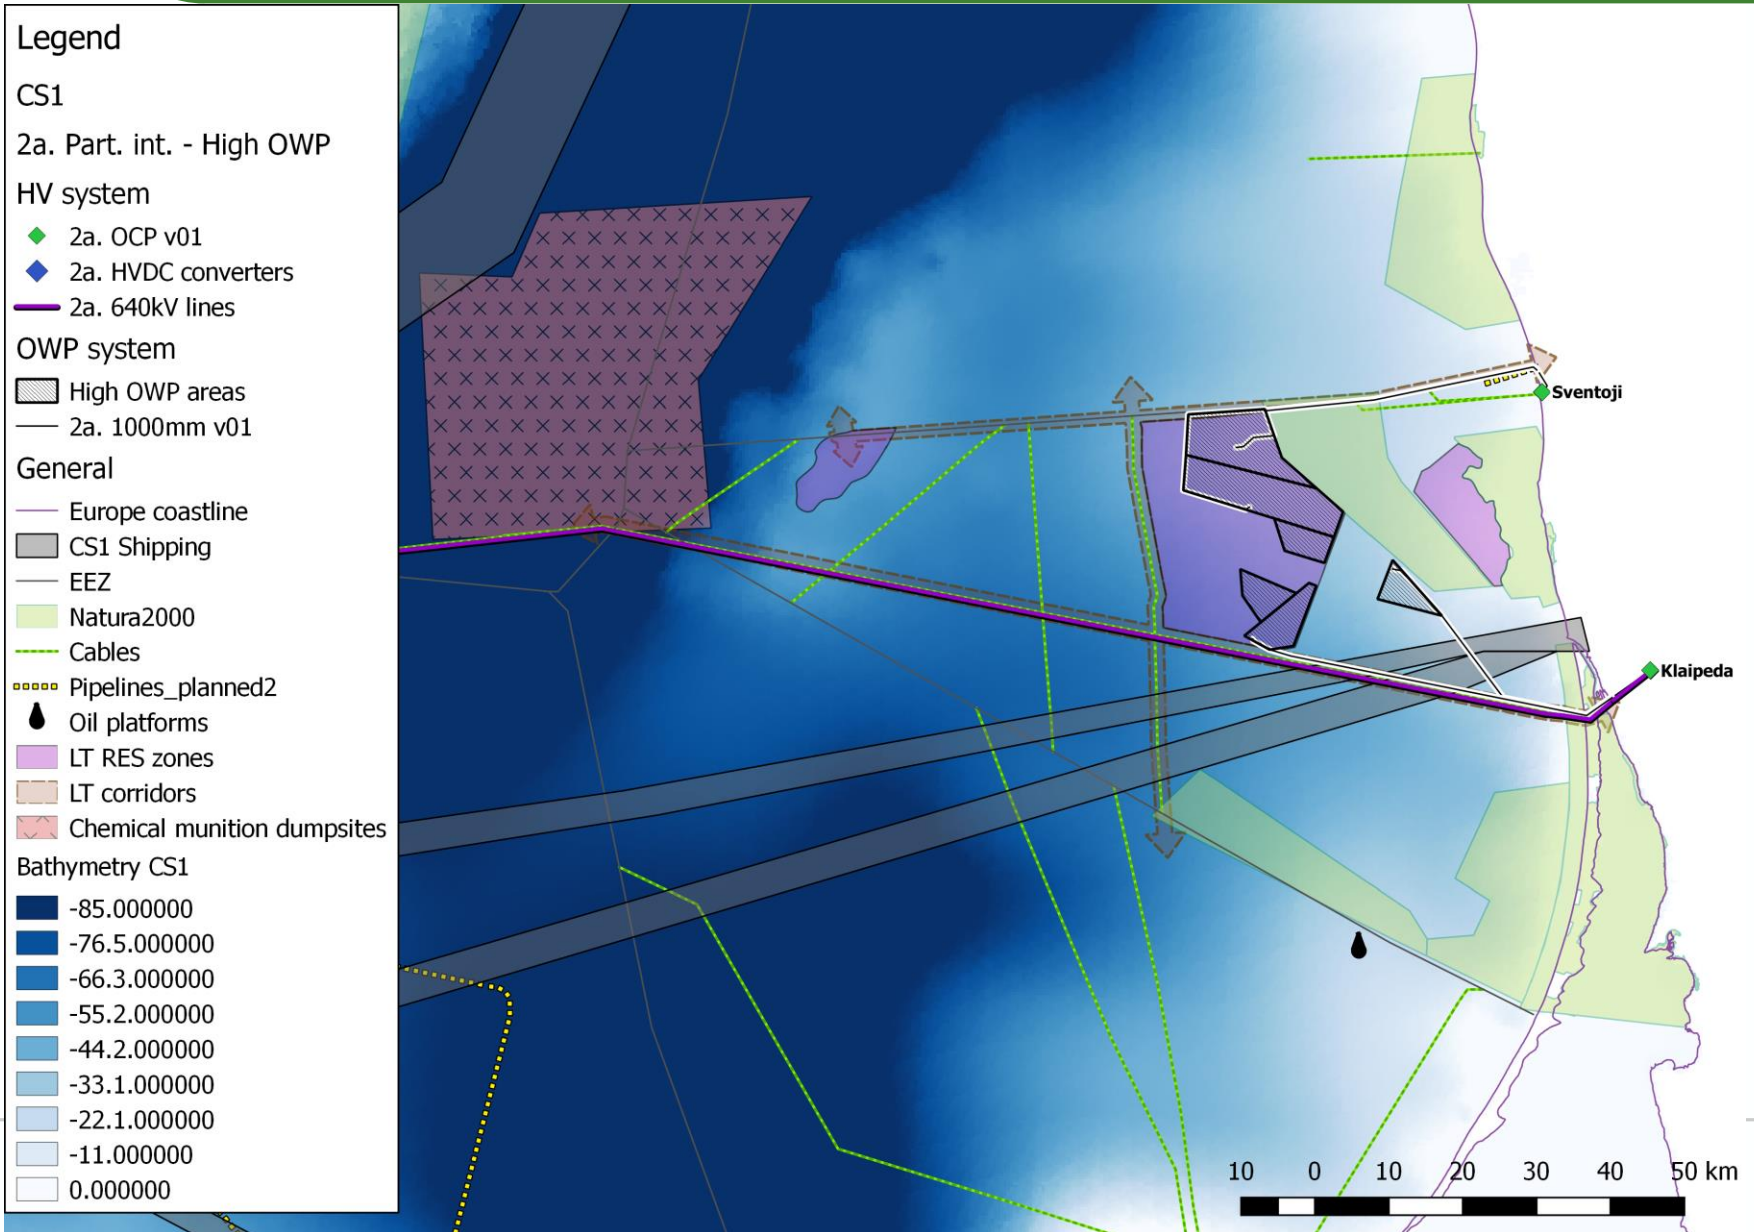 Legend
CS1
2a. Part. int. - High OWP
HV system
2a. OCP v01
2a. HVDC converters
2a. 640kV lines
OWP system
High OWP areas
2a. 1000mm v01
General
Europe coastline
CS1 Shipping
EEZ
Natura2000
Cables
Pipelines_planned2
Oil platforms
LT RES zones
LT corridors
Chemical munition dumpsites
Bathymetry CS1
-85.000000
-76.5.000000
-66.3.000000
-55.2.000000
-44.2.000000
-33.1.000000
-22.1.000000
-11.000000
0.000000
Sventoji
Klaipeda
10 0 10 20 30 40 50 km